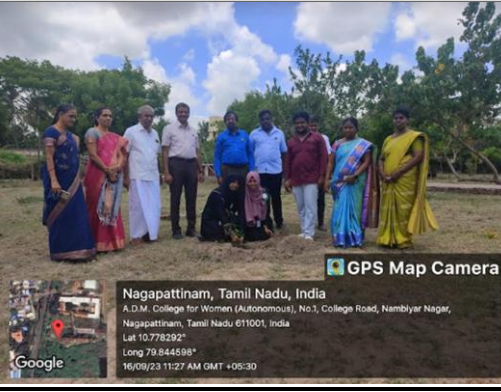 GPS Map Camera
Nagapattinam, Tamil Nadu, India
A.D.M. College for Women (Autonomous), No.1, College Road, Nambiyar Nagar,
Nagapattinam, Tamil Nadu 611001, India
Lat 10.778292°
Long 79.844598°
16/09/23 11:27 AM GMT +05:30
Google